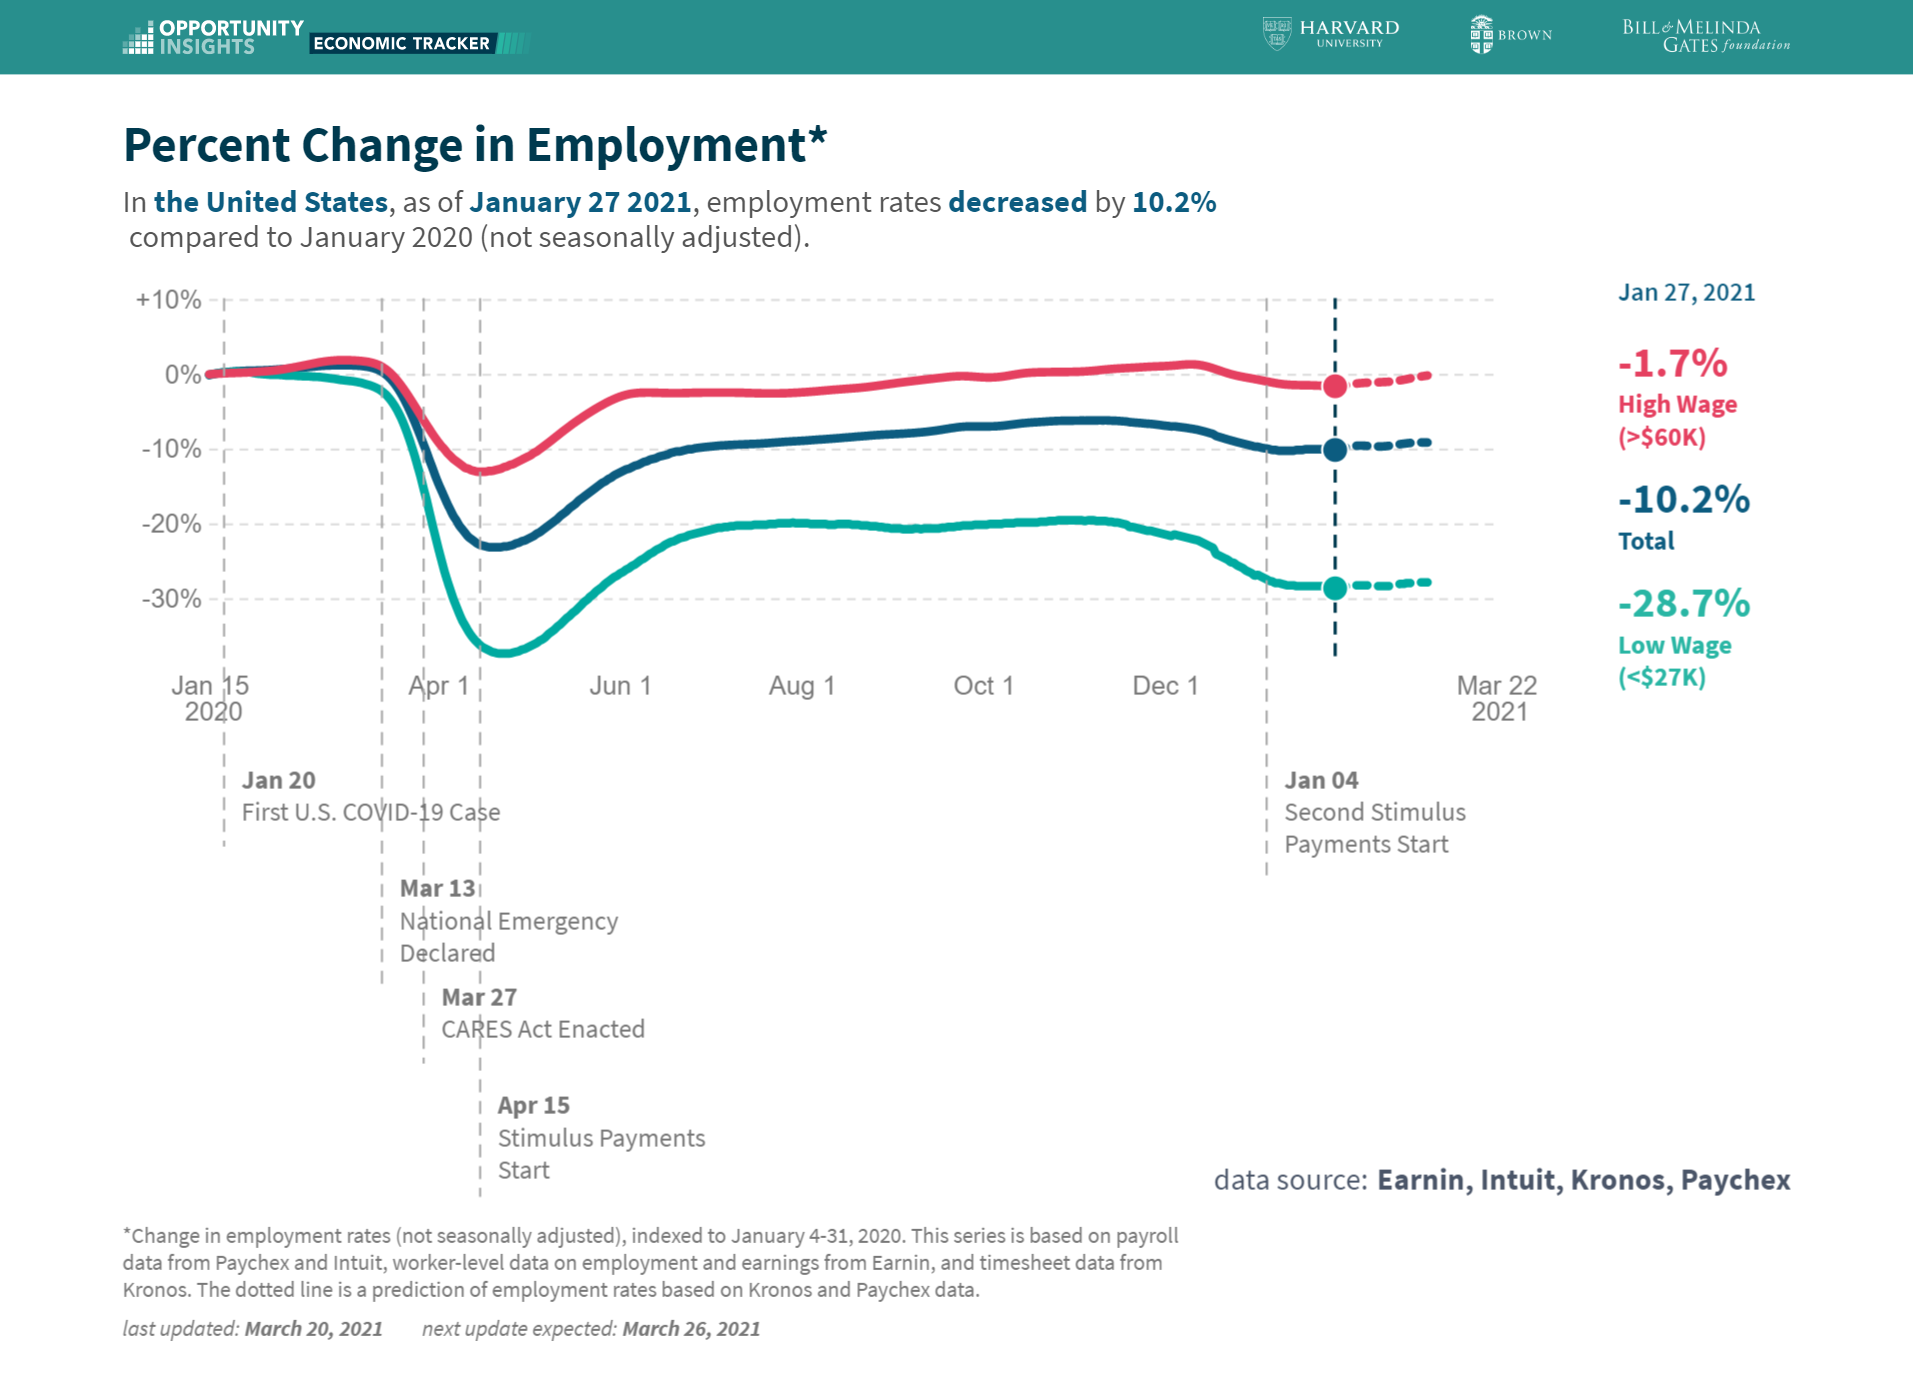 OPPORTUNITY
INSIGHTS
ECONOMIC TRACKER
HARVARD
UNIVERSITY
BROWN
BILL & MELINDA
GATES foundation
Percent Change in Employment*
In the United States, as of January 27 2021, employment rates decreased by 10.2%
compared to January 2020 (not seasonally adjusted).
+10%
0%
-10%
-20%
-30%
Jan 15
2020
Apr 1
Jun 1
Aug 1
Oct 1
Dec 1
Mar 22
2021
Jan 27, 2021
-1.7%
High Wage
(>$60K)
-10.2%
Total
-28.7%
Low Wage
(<$27K)
Jan 20
First U.S. COVID-19 Case
Mar 13
National Emergency
Declared
Mar 27
CARES Act Enacted
Apr 15
Stimulus Payments
Start
Jan 04
Second Stimulus
Payments Start
data source: Earnin, Intuit, Kronos, Paychex
*Change in employment rates (not seasonally adjusted), indexed to January 4-31, 2020. This series is based on payroll
data from Paychex and Intuit, worker-level data on employment and earnings from Earnin, and timesheet data from
Kronos. The dotted line is a prediction of employment rates based on Kronos and Paychex data.
last updated: March 20, 2021 next update expected: March 26, 2021